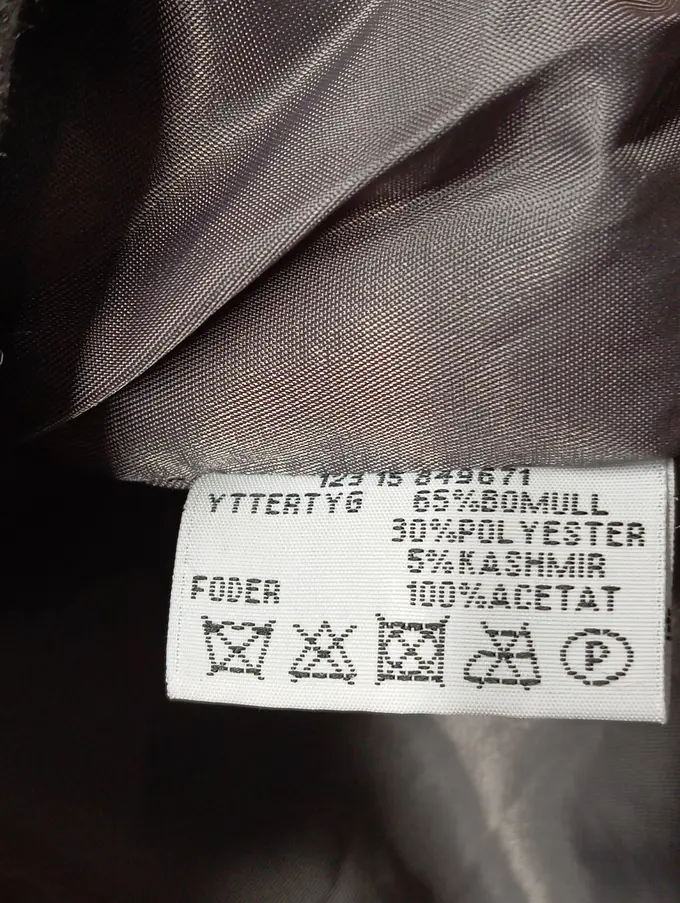 123 15 849671
YTTERTYG 65%BOMULL
30%POLYESTER
5%KASHMIR
FODER 100%ACETAT
P